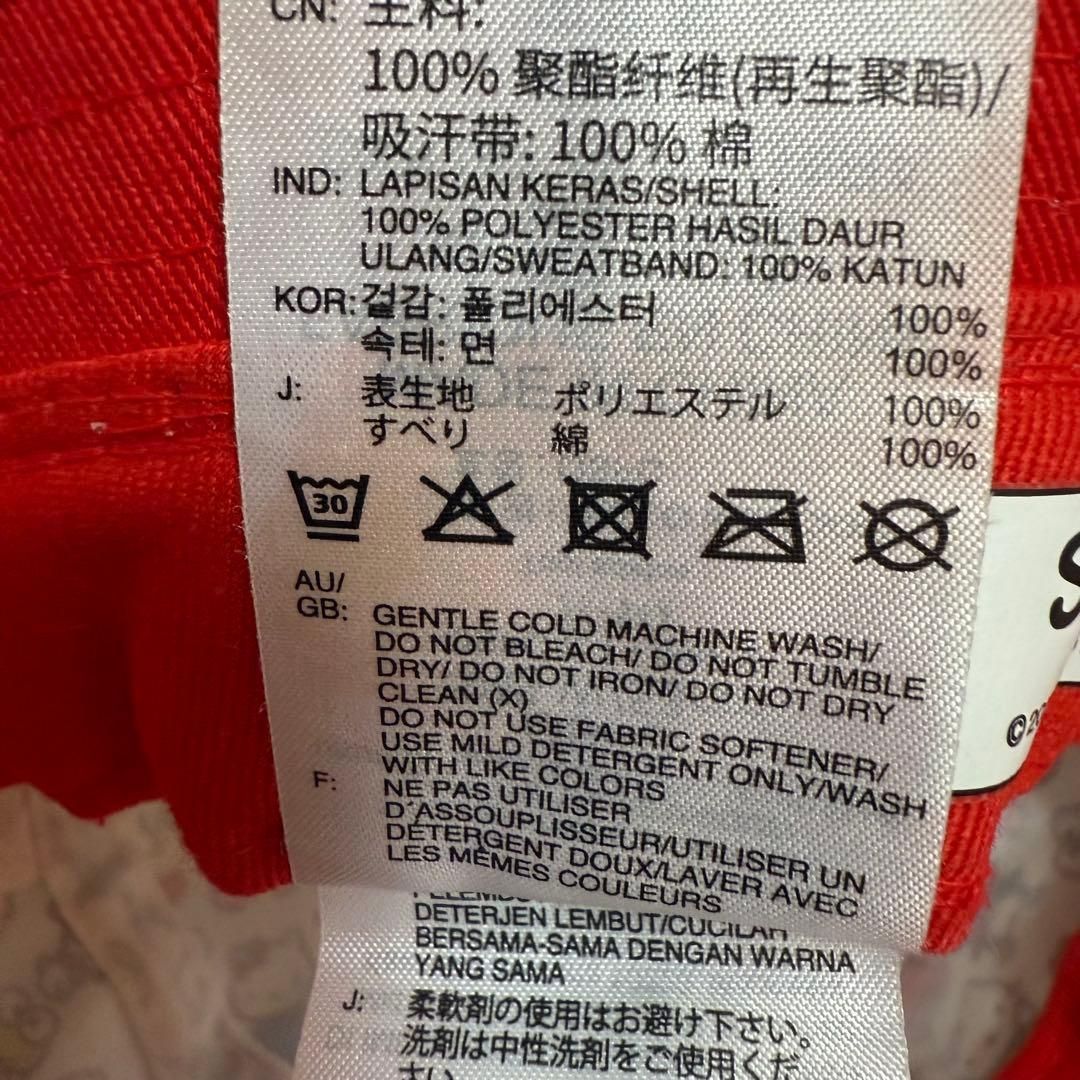 CN: 主料:
100% 聚酯纤维(再生聚酯)/
吸汗带: 100% 棉
IND: LAPISAN KERAS/SHELL:
100% POLYESTER HASIL DAUR
ULANG/SWEATBAND: 100% KATUN
KOR: 겉감: 폴리에스터 100%
속테: 면 100%
J: 表生地 ポリエステル 100%
すべり 綿 100%
30
AU/
GB: GENTLE COLD MACHINE WASH/
DO NOT BLEACH/ DO NOT TUMBLE
DRY/ DO NOT IRON/ DO NOT DRY
CLEAN (X)
DO NOT USE FABRIC SOFTENER/
USE MILD DETERGENT ONLY/WASH
WITH LIKE COLORS
F: NE PAS UTILISER
D´ASSOUPLISSEUR/UTILISER UN
DÉTERGENT DOUX/LAVER AVEC
LES MÊMES COULEURS
DETERJEN LEMBUT/CUCILAH
BERSAMA-SAMA DENGAN WARNA
YANG SAMA
J: 柔軟剤の使用はお避け下さい。
洗剤は中性洗剤をご使用くだ
さい